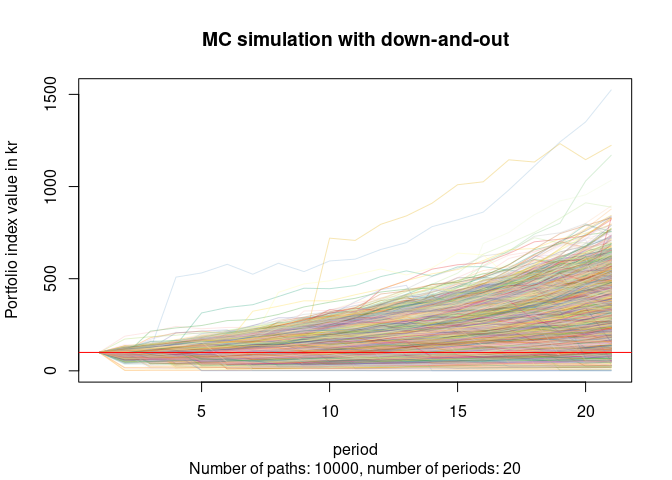 MC simulation with down-and-out
Portfolio index value in kr
1500
1000
500
0
5 10 15 20
period
Number of paths: 10000, number of periods: 20